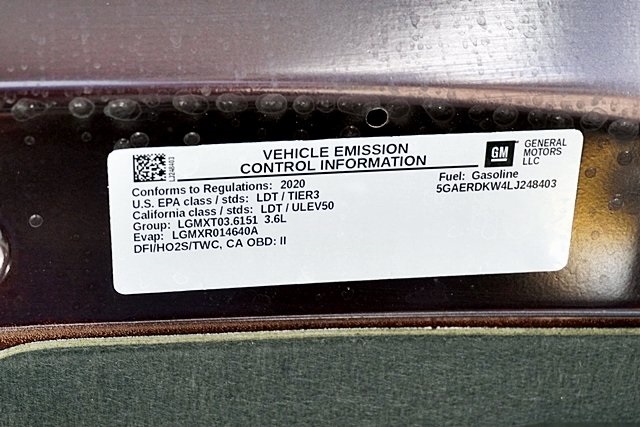 LJ248403
VEHICLE EMISSION
CONTROL INFORMATION
GM
GENERAL
MOTORS
LLC
Conforms to Regulations: 2020
U.S. EPA class / stds: LDT / TIER3
California class / stds: LDT / ULEV50
Group: LGMXT03.6151 3.6L
Evap: LGMXR014640A
DFI/HO2S/TWC, CA OBD: II
Fuel: Gasoline
5GAERDKW4LJ248403